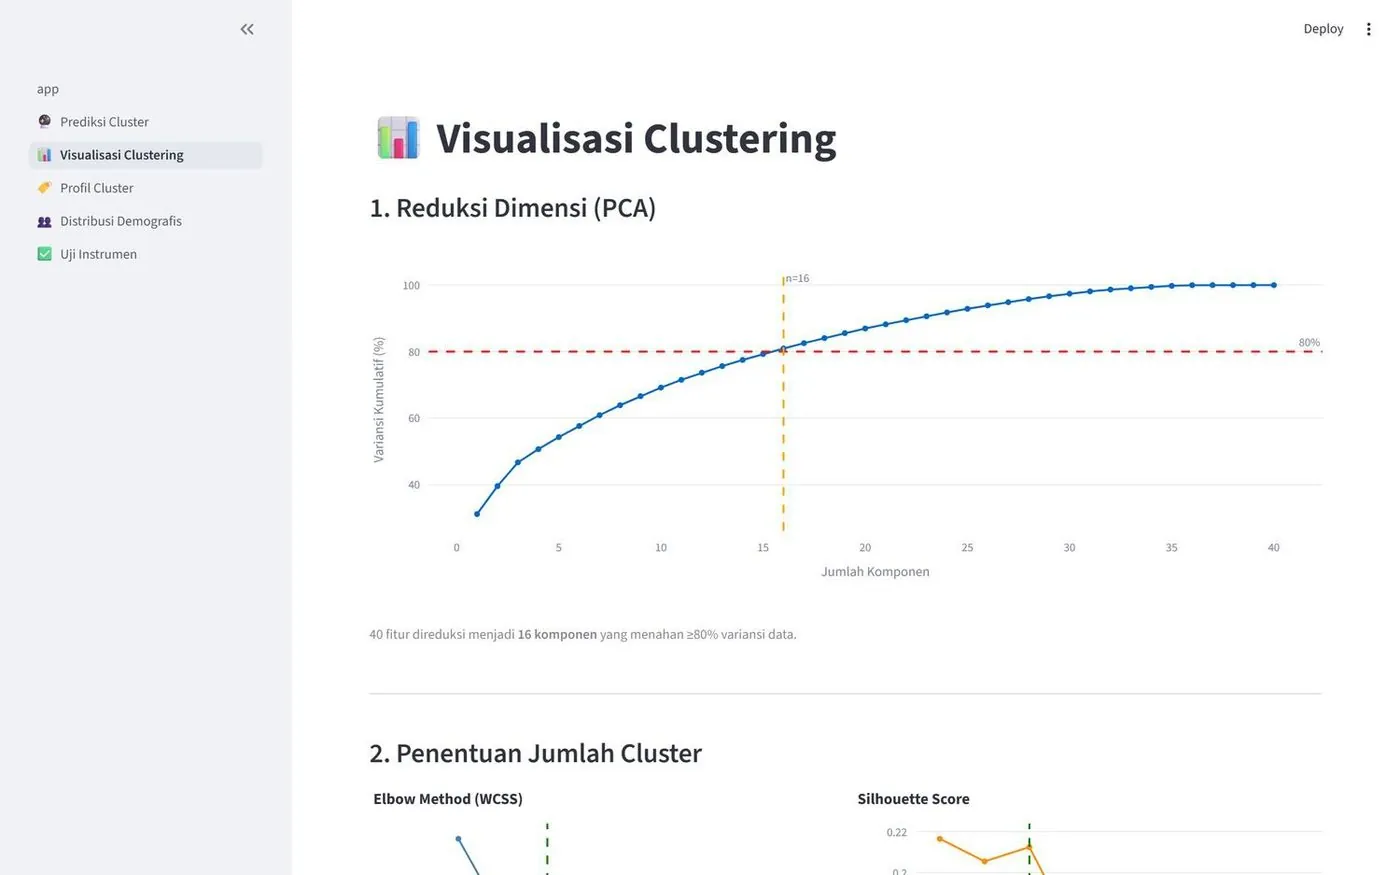 Deploy
app
Prediksi Cluster
Visualisasi Clustering
Profil Cluster
Distribusi Demografis
Uji Instrumen
Visualisasi Clustering
1. Reduksi Dimensi (PCA)
n=16
100
80
60
40
80%
Variansi Kumulatif (%)
0 5 10 15 20 25 30 35 40
Jumlah Komponen
40 fitur direduksi menjadi 16 komponen yang menahan ≥80% variansi data.
2. Penentuan Jumlah Cluster
Elbow Method (WCSS)
Silhouette Score
0.22
0.2